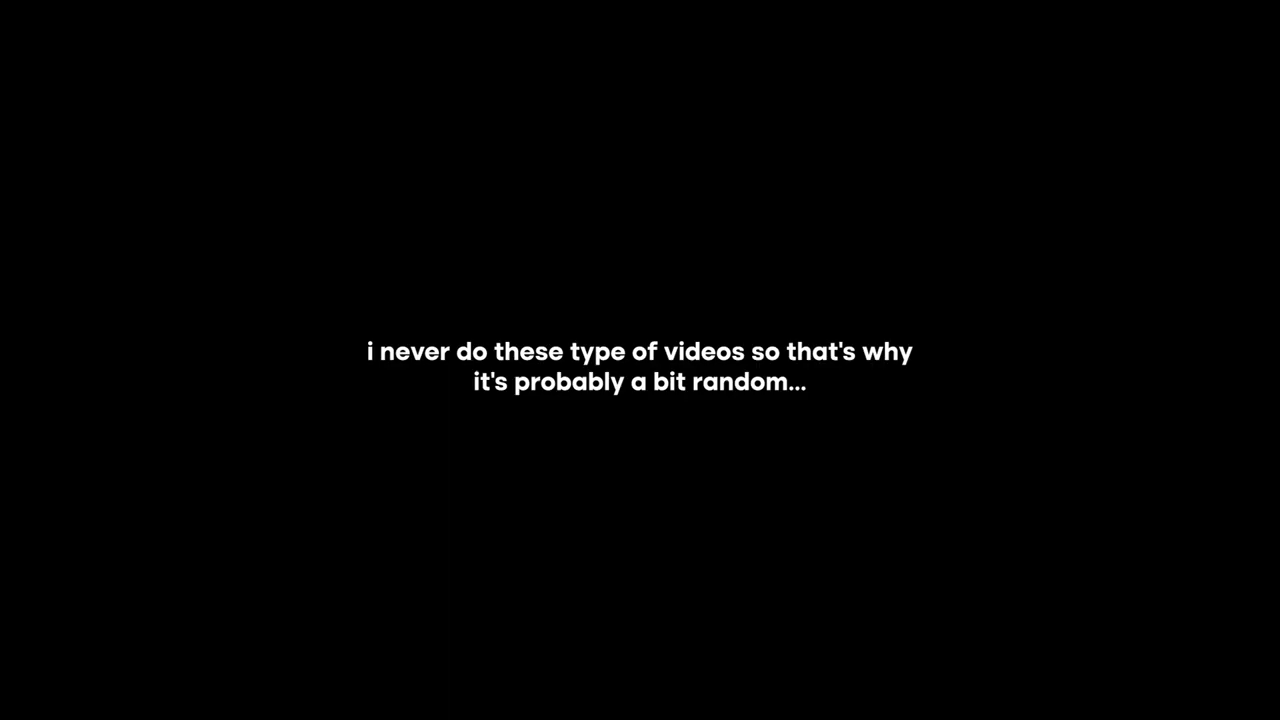 i never do these type of videos so that's why
it's probably a bit random...